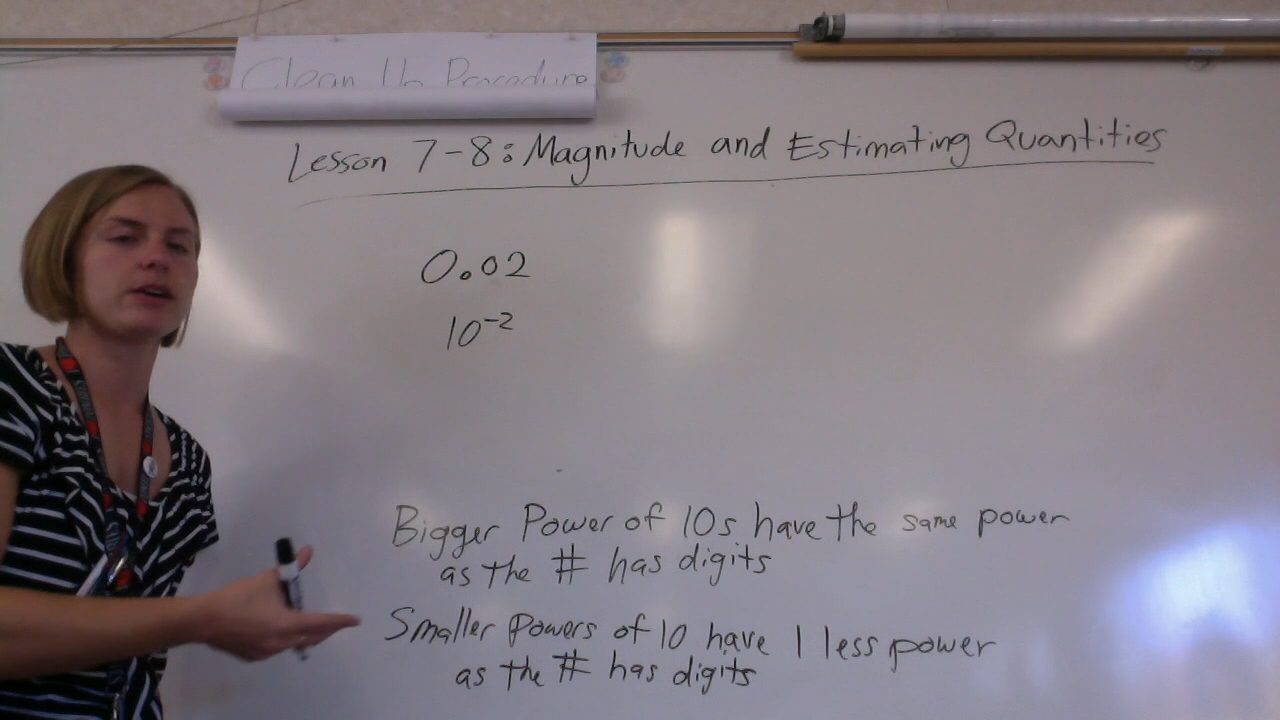 Clean Up Procedure
Lesson 7-8: Magnitude and Estimating Quantities
0.02
10⁻²
Bigger Power of 10s have the same power
as the # has digits
Smaller Powers of 10 have 1 less power
as the # has digits